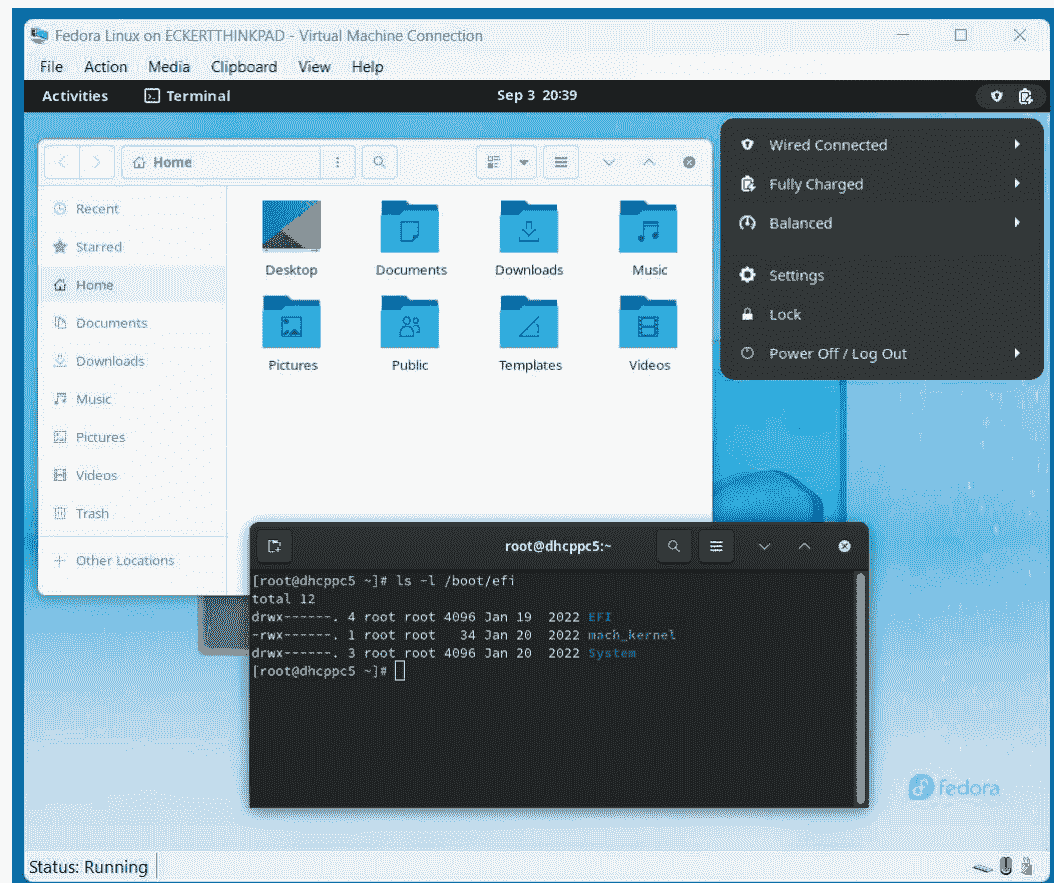 Fedora Linux on ECKERTTHINKPAD - Virtual Machine Connection
File Action Media Clipboard View Help
Activities Terminal Sep 3 20:39
Home
Recent
Starred
Home
Documents
Downloads
Music
Pictures
Videos
Trash
Other Locations
Desktop Documents Downloads Music
Pictures Public Templates Videos
Wired Connected
Fully Charged
Balanced
Settings
Lock
Power Off / Log Out
root@dhcppc5:~
[root@dhcppc5 ~]# ls -l /boot/efi
total 12
drwx------. 4 root root 4096 Jan 19  2022 EFI
-rwx------. 1 root root   34 Jan 20  2022 mach_kernel
drwx------. 3 root root 4096 Jan 20  2022 System
[root@dhcppc5 ~]#
fedora
Status: Running